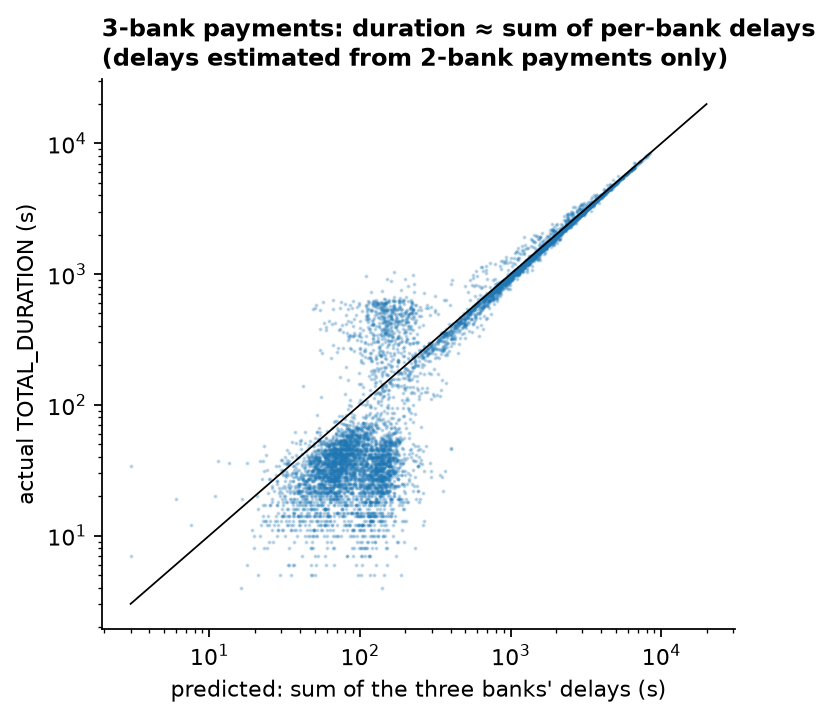 3-bank payments: duration ≈ sum of per-bank delays
(delays estimated from 2-bank payments only)
actual TOTAL_DURATION (s)
10⁴
10³
10²
10¹
10¹ 10² 10³ 10⁴
predicted: sum of the three banks' delays (s)